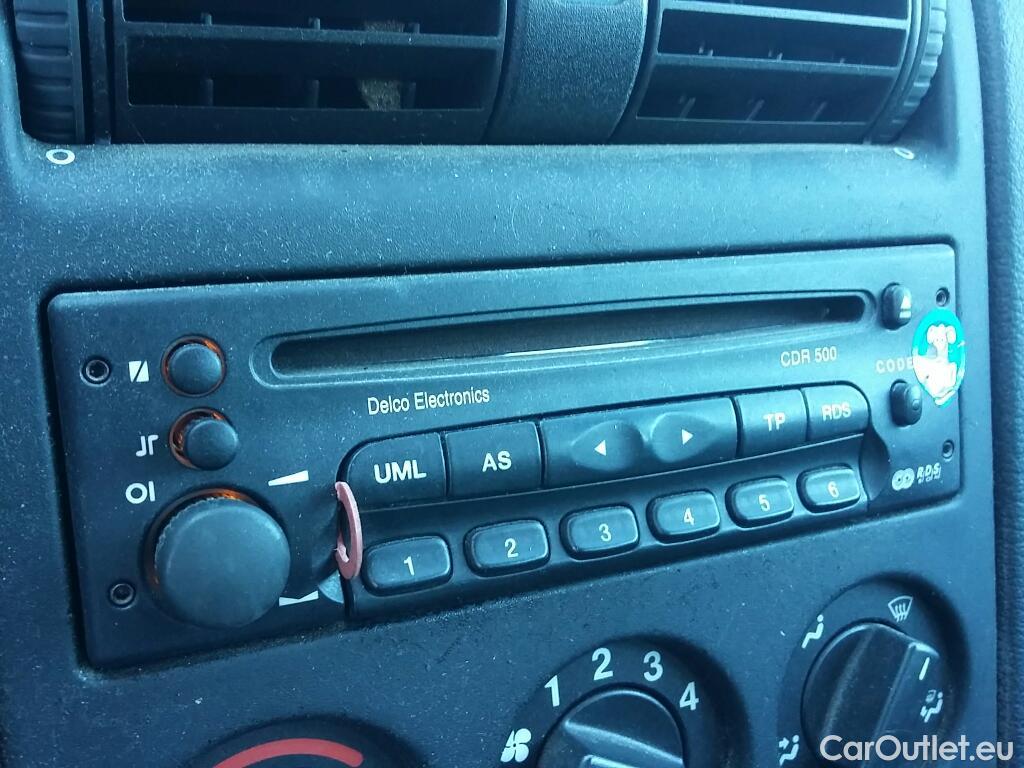 CDR 500
CODE
Delco Electronics
UML AS TP RDS
R.D.S.
1 2 3 4 5 6
1 2 3 4
CarOutlet.eu